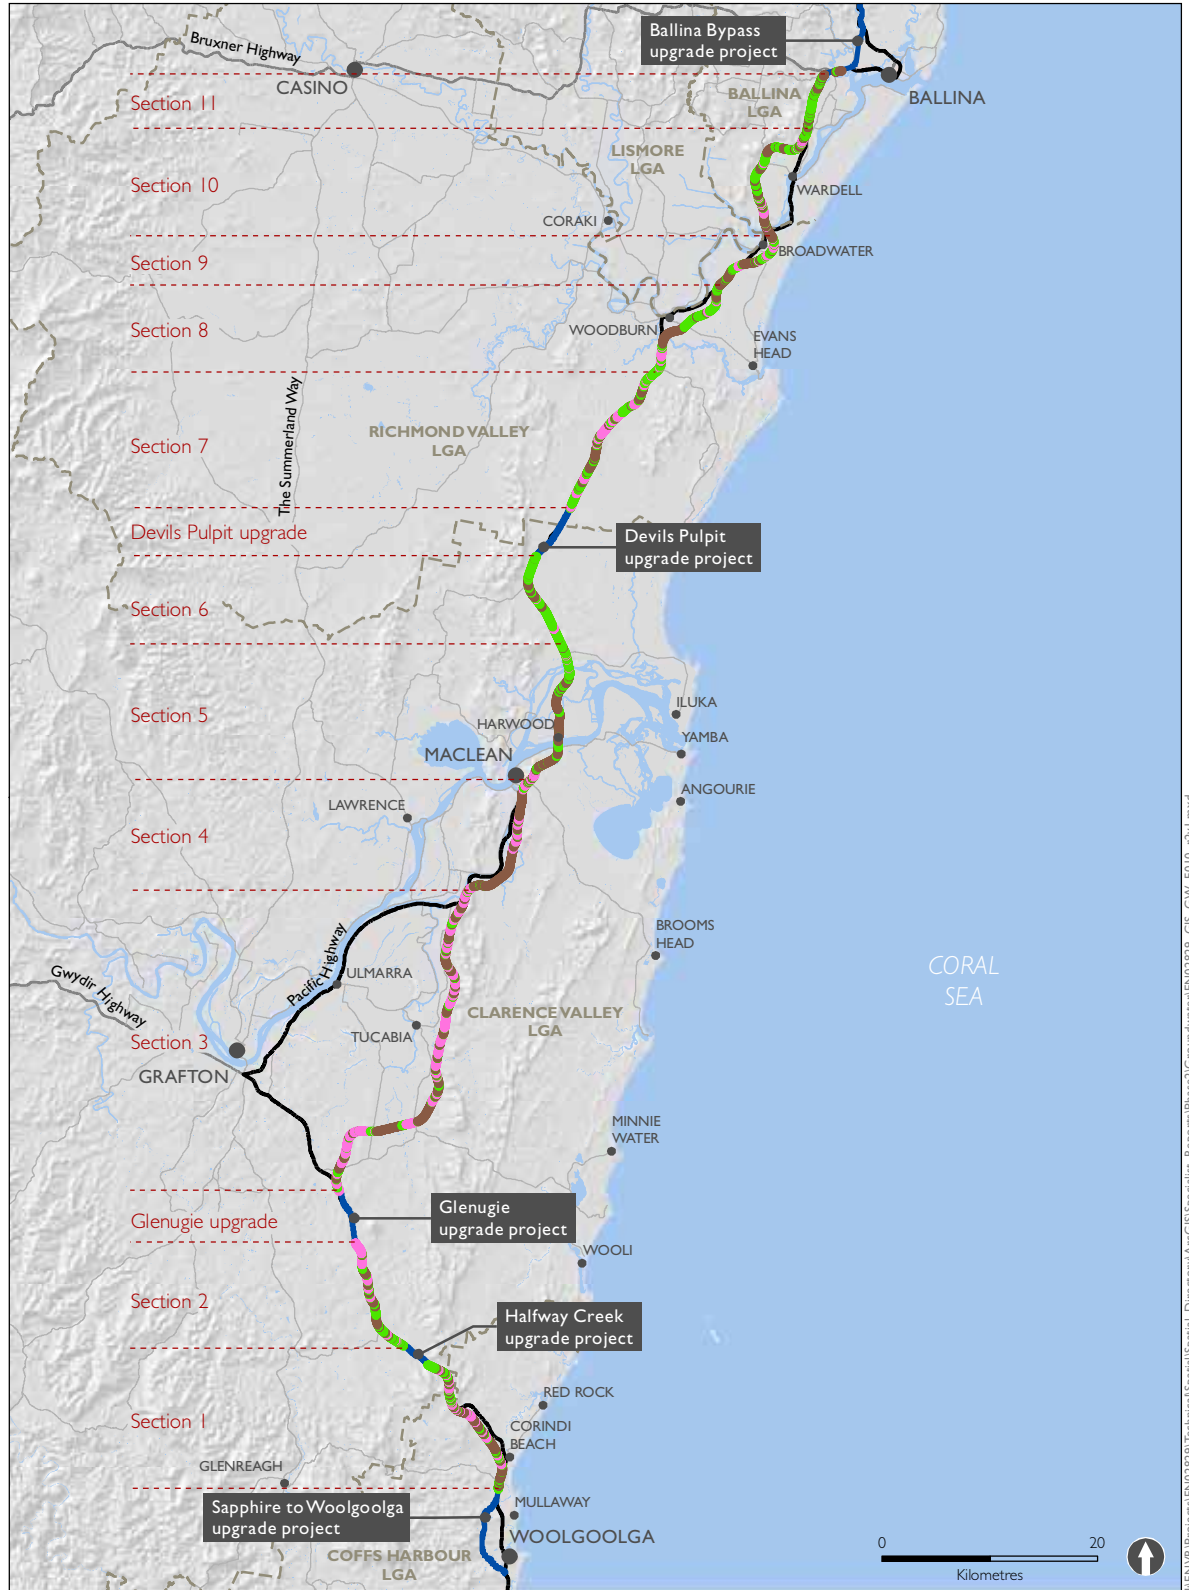 Ballina Bypass
upgrade project
Bruxner Highway
CASINO
BALLINA
BALLINA
LGA
Section 11
LISMORE
LGA
Section 10
WARDELL
CORAKI
BROADWATER
Section 9
Section 8
WOODBURN
EVANS
HEAD
The Summerland Way
RICHMOND VALLEY
LGA
Section 7
Devils Pulpit upgrade
Devils Pulpit
upgrade project
Section 6
ILUKA
Section 5
HARWOOD
YAMBA
MACLEAN
ANGOURIE
LAWRENCE
Section 4
BROOMS
HEAD
Pacific Highway
CORAL
SEA
Gwydir Highway
ULMARRA
CLARENCE VALLEY
LGA
TUCABIA
Section 3
GRAFTON
MINNIE
WATER
Glenugie
upgrade project
Glenugie upgrade
WOOLI
Section 2
Halfway Creek
upgrade project
RED ROCK
Section 1
CORINDI
BEACH
GLENREAGH
Sapphire to Woolgoolga
upgrade project
MULLAWAY
WOOLGOOLGA
COFFS HARBOUR
LGA
0 20
Kilometres